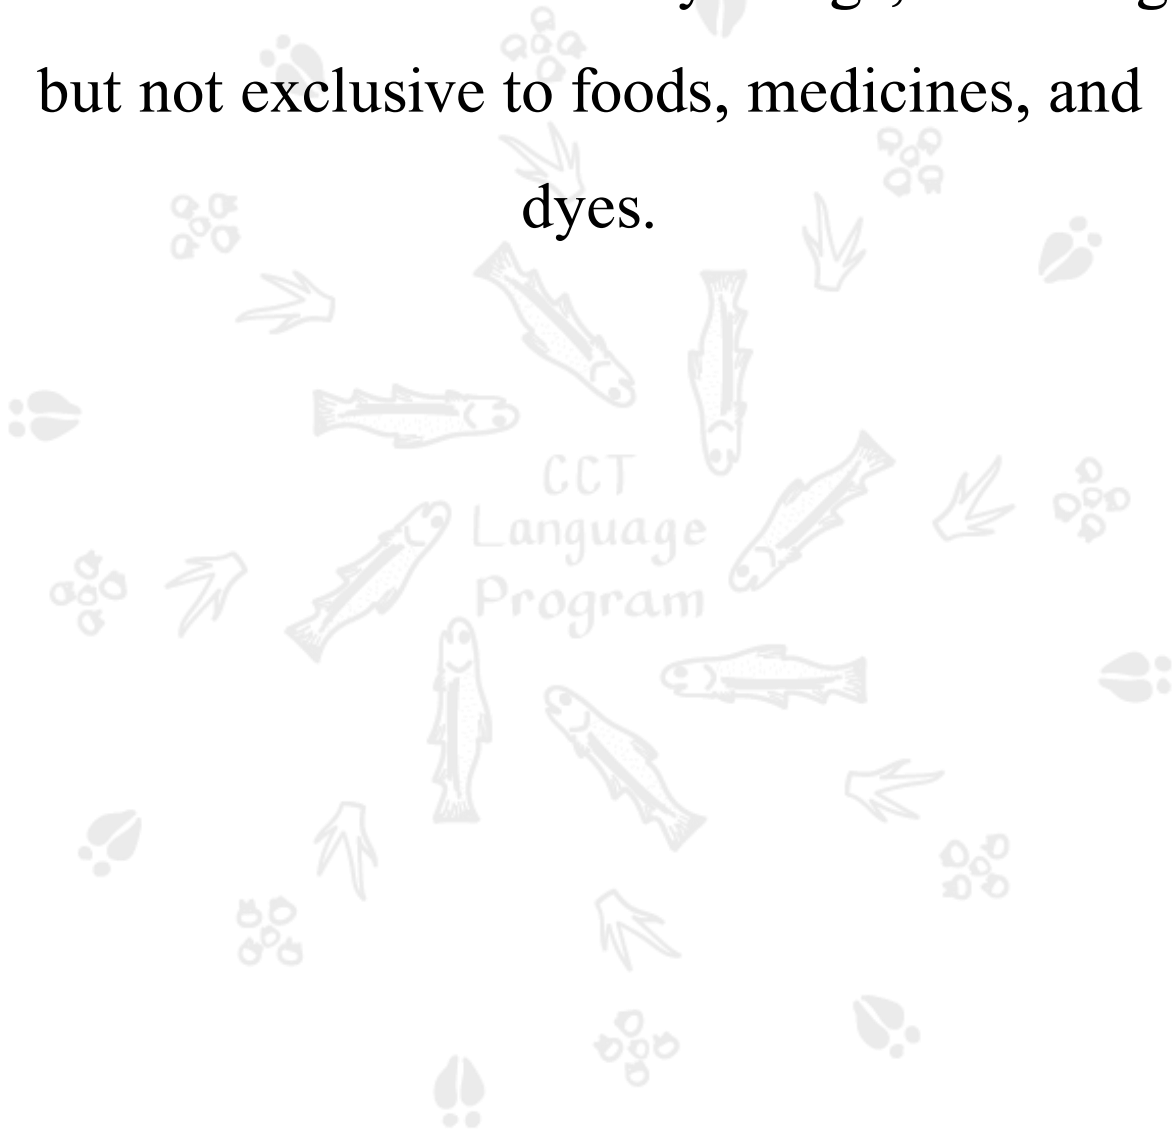 but not exclusive to foods, medicines, and
dyes.
CCT
Language
Program